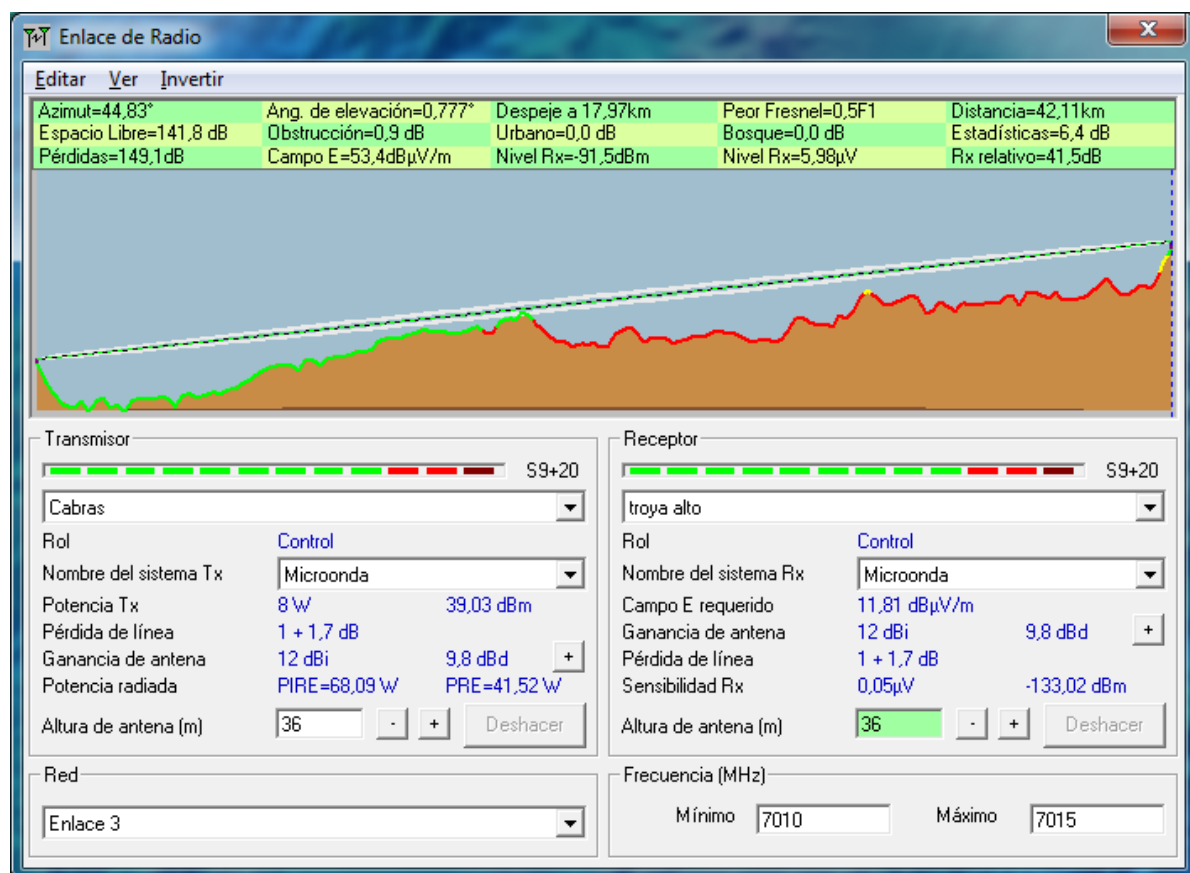 Enlace de Radio
Editar Ver Invertir
Azimut=44,83° Ang. de elevación=0,777° Despeje a 17,97km Peor Fresnel=0,5F1 Distancia=42,11km
Espacio Libre=141,8 dB Obstrucción=0,9 dB Urbano=0,0 dB Bosque=0,0 dB Estadísticas=6,4 dB
Pérdidas=149,1dB Campo E=53,4dBµV/m Nivel Rx=-91,5dBm Nivel Rx=5,98µV Rx relativo=41,5dB
Transmisor
S9+20
Cabras
Rol Control
Nombre del sistema Tx Microonda
Potencia Tx 8 W 39,03 dBm
Pérdida de línea 1 + 1,7 dB
Ganancia de antena 12 dBi 9,8 dBd +
Potencia radiada PIRE=68,09 W PRE=41,52 W
Altura de antena (m) 36 - + Deshacer
Receptor
S9+20
troya alto
Rol Control
Nombre del sistema Rx Microonda
Campo E requerido 11,81 dBµV/m
Ganancia de antena 12 dBi 9,8 dBd +
Pérdida de línea 1 + 1,7 dB
Sensibilidad Rx 0,05µV -133,02 dBm
Altura de antena (m) 36 - + Deshacer
Red
Enlace 3
Frecuencia (MHz)
Mínimo 7010 Máximo 7015